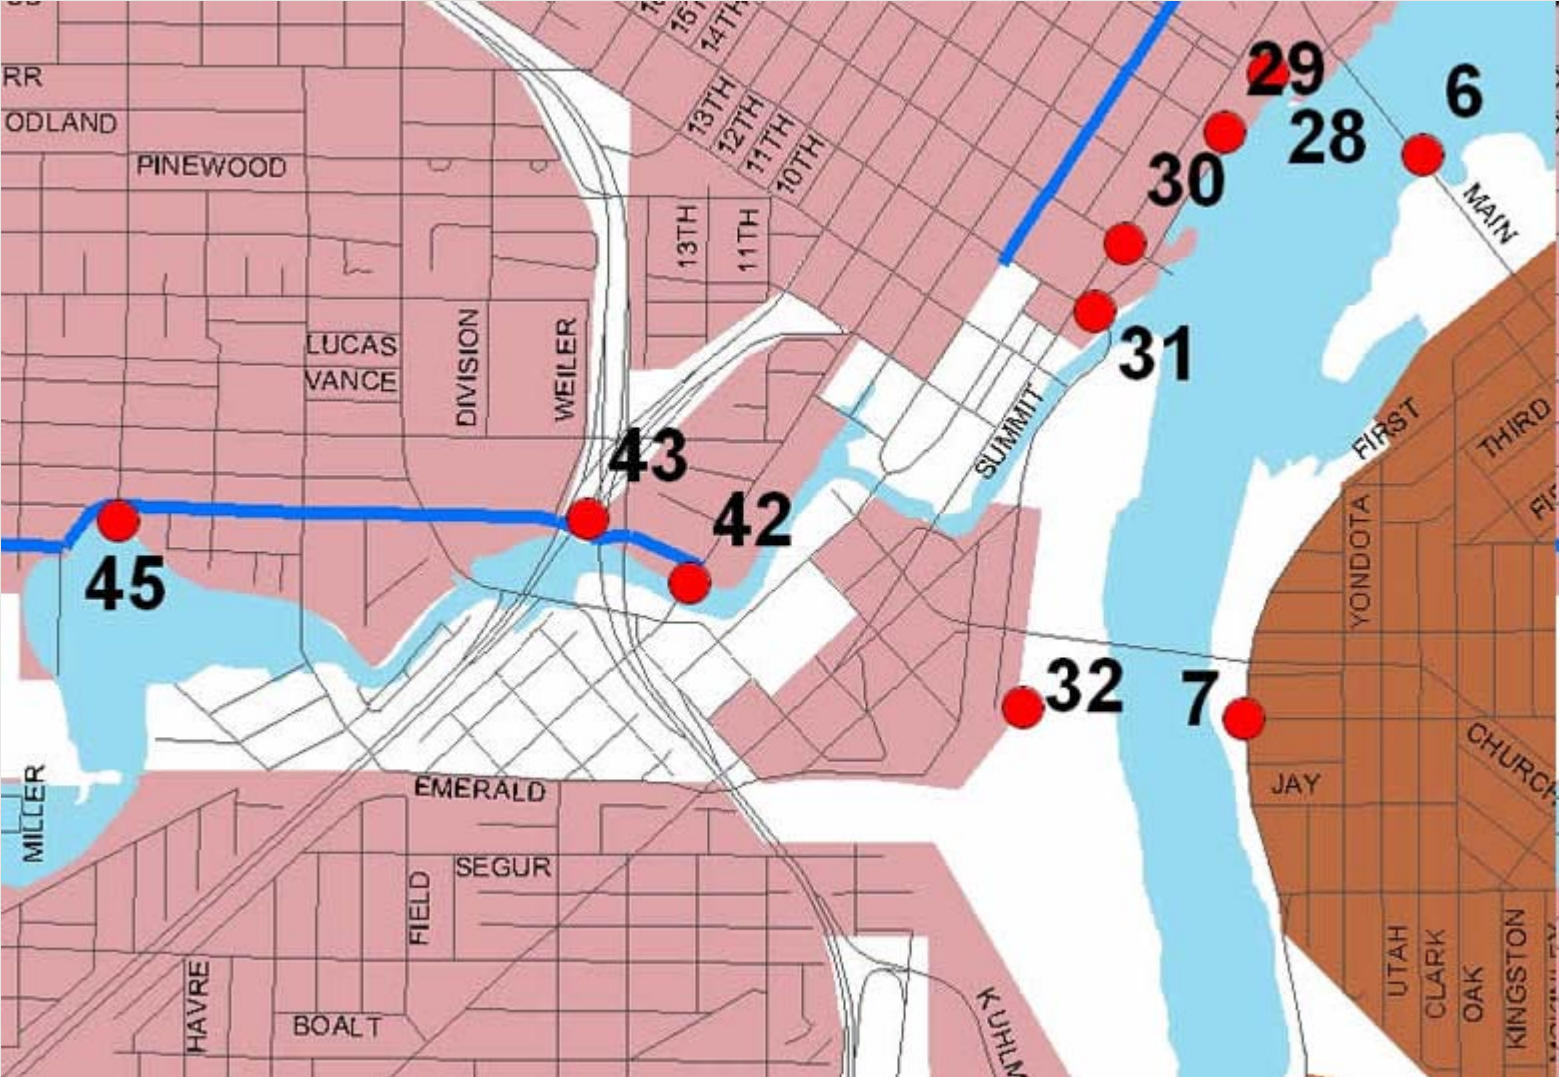 15T
14TH
29
6
RR
13TH
ODLAND
12TH
28
11TH
PINEWOOD
10TH
30
MAIN
13TH
11TH
LUCAS
DIVISION
WEILER
31
VANCE
SUMMIT
FIRST
THIRD
43
42
YONDOTA
45
32
7
CHURCH
JAY
EMERALD
MILLER
SEGUR
FIELD
UTAH
CLARK
OAK
KINGSTON
HAVRE
BOALT
KUHLM